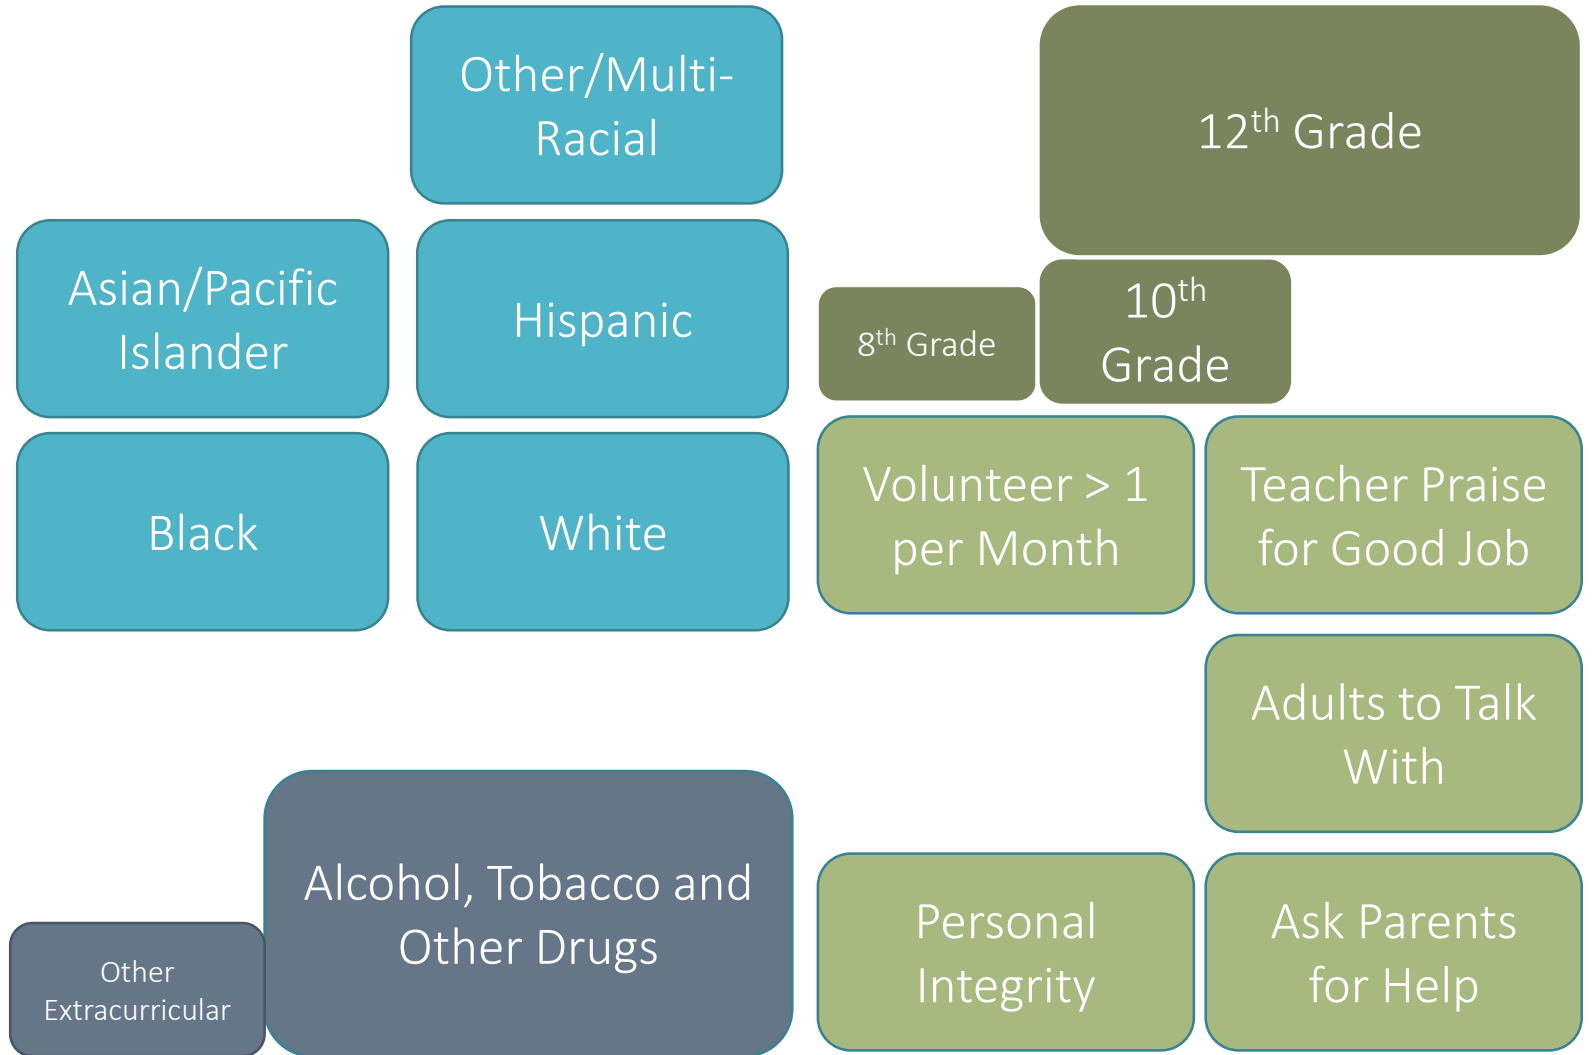 Other/Multi-
Racial
12th Grade
Asian/Pacific
Islander
Hispanic
8th Grade
10th
Grade
Black
White
Volunteer > 1
per Month
Teacher Praise
for Good Job
Adults to Talk
With
Other
Extracurricular
Alcohol, Tobacco and
Other Drugs
Personal
Integrity
Ask Parents
for Help